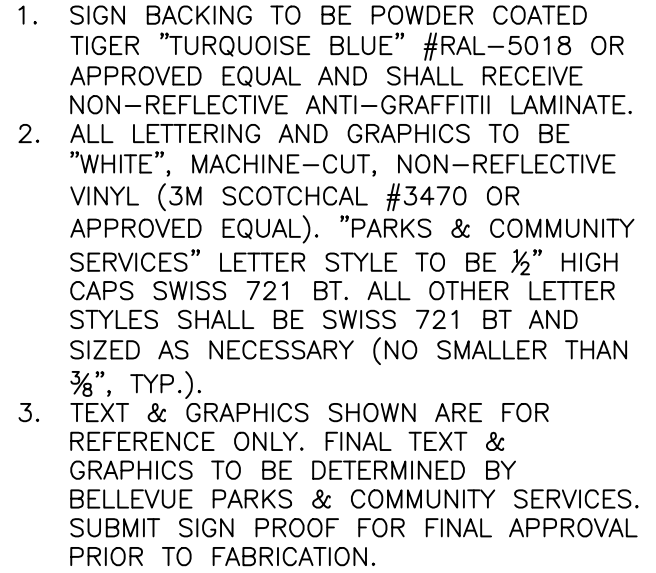 1. SIGN BACKING TO BE POWDER COATED
TIGER "TURQUOISE BLUE" #RAL-5018 OR
APPROVED EQUAL AND SHALL RECEIVE
NON-REFLECTIVE ANTI-GRAFFITII LAMINATE.
2. ALL LETTERING AND GRAPHICS TO BE
"WHITE", MACHINE-CUT, NON-REFLECTIVE
VINYL (3M SCOTCHCAL #3470 OR
APPROVED EQUAL). "PARKS & COMMUNITY
SERVICES" LETTER STYLE TO BE ½" HIGH
CAPS SWISS 721 BT. ALL OTHER LETTER
STYLES SHALL BE SWISS 721 BT AND
SIZED AS NECESSARY (NO SMALLER THAN
⅜", TYP.).
3. TEXT & GRAPHICS SHOWN ARE FOR
REFERENCE ONLY. FINAL TEXT &
GRAPHICS TO BE DETERMINED BY
BELLEVUE PARKS & COMMUNITY SERVICES.
SUBMIT SIGN PROOF FOR FINAL APPROVAL
PRIOR TO FABRICATION.